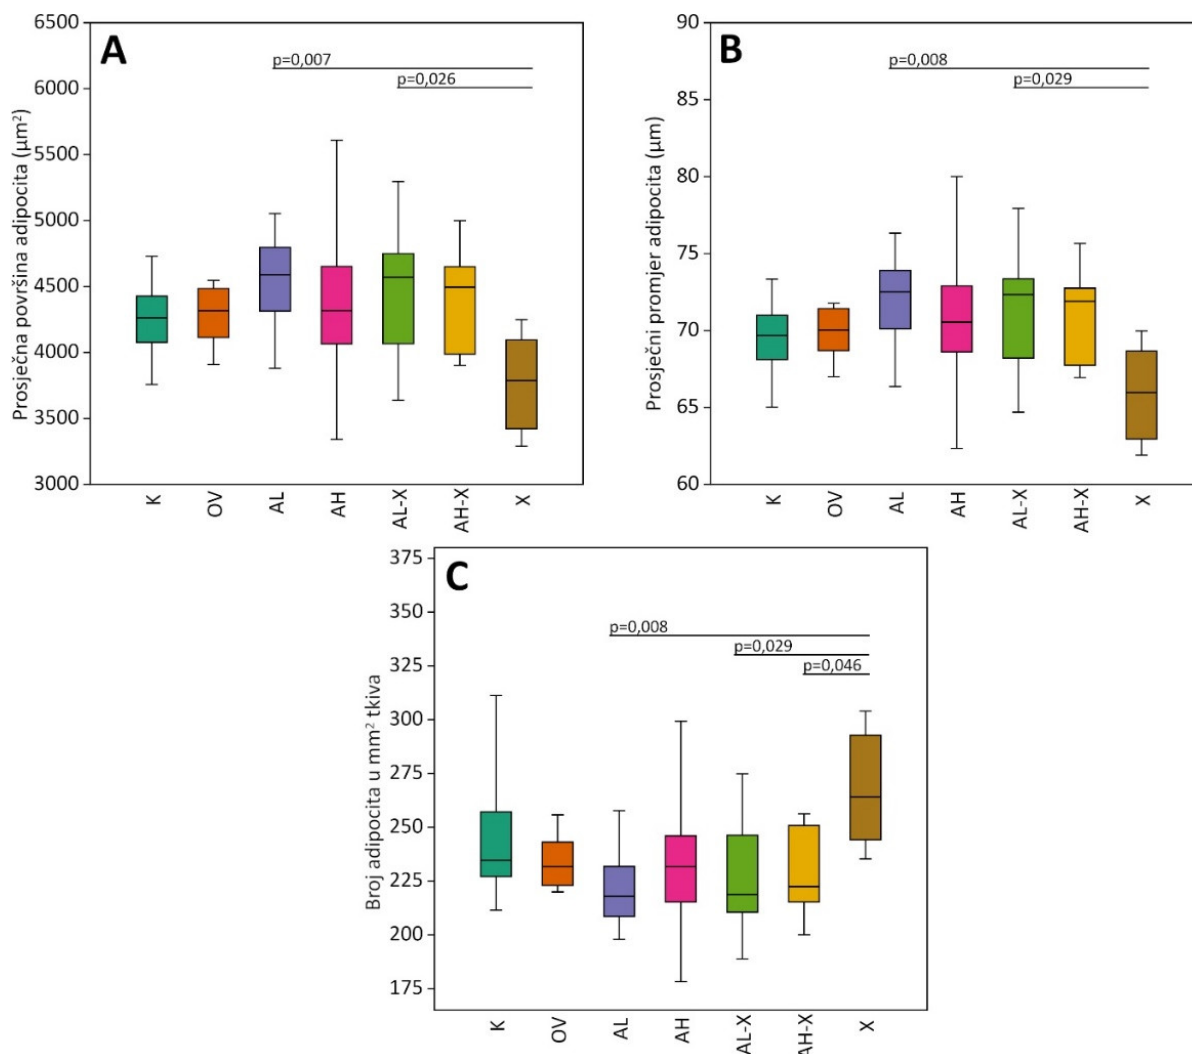 A
Prosječna površina adipocita (µm²)
6500
6000
5500
5000
4500
4000
3500
3000
p=0,007
p=0,026
K
OV
AL
AH
AL-X
AH-X
X
B
Prosječni promjer adipocita (µm)
90
85
80
75
70
65
60
p=0,008
p=0,029
K
OV
AL
AH
AL-X
AH-X
X
C
Broj adipocita u mm² tkiva
375
350
325
300
275
250
225
200
175
p=0,008
p=0,029
p=0,046
K
OV
AL
AH
AL-X
AH-X
X